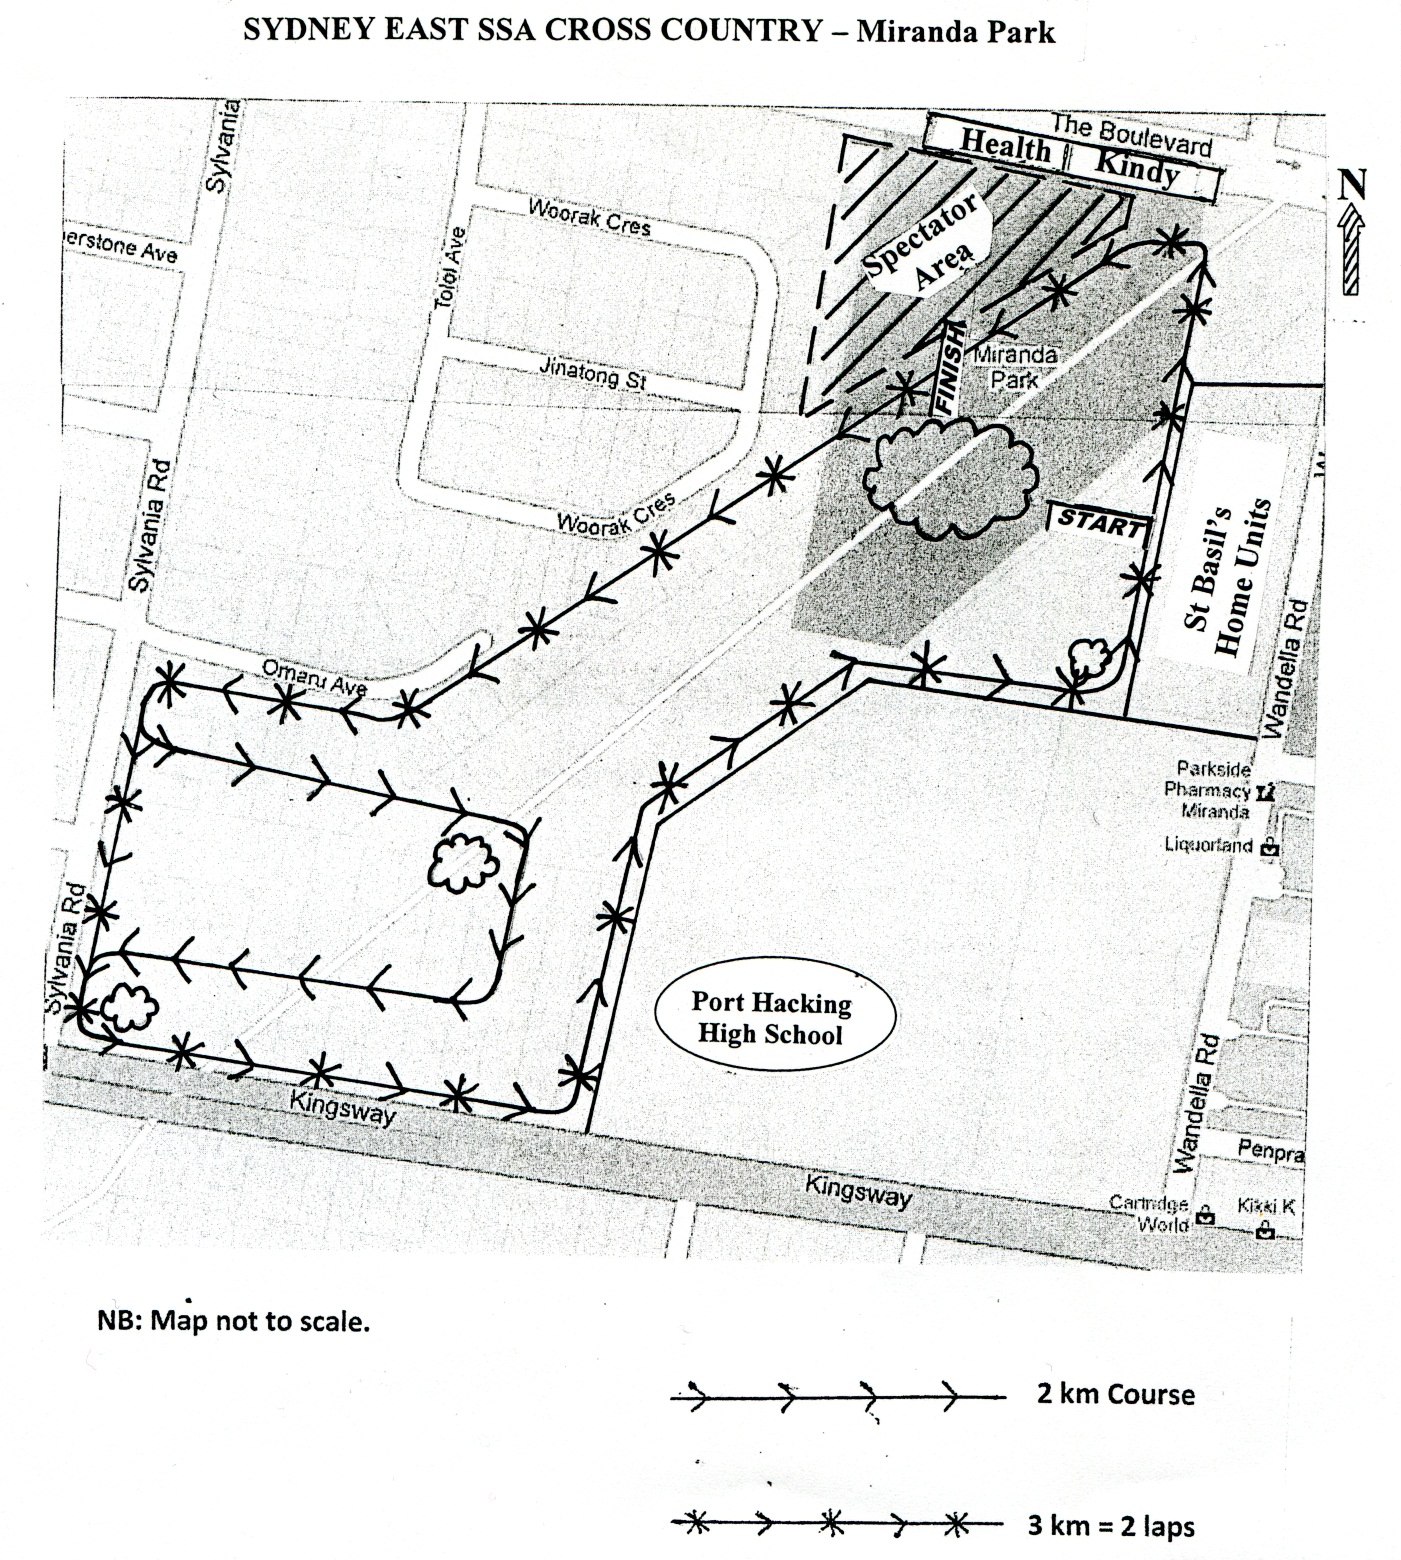 SYDNEY EAST SSA CROSS COUNTRY – Miranda Park
Sylvania
The Boulevard
Health
Kindy
N
Woorak Cres
erstone Ave
Tolol Ave
Spectator
Area
FINISH
Miranda
Park
Jinatong St
Woorak Cres
Sylvania Rd
START
St Basil's
Home Units
Wandella Rd
Omaru Ave
Parkside
Pharmacy
Miranda
Liquorland
Sylvania Rd
Port Hacking
High School
Kingsway
Wandella Rd
Penpra
Kingsway
Cartridge
World
Kikki K
NB: Map not to scale.
2 km Course
3 km = 2 laps